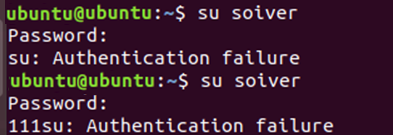 ubuntu@ubuntu:~$ su soiver
Password:
su: Authentication failure
ubuntu@ubuntu:~$ su soiver
Password:
111su: Authentication failure